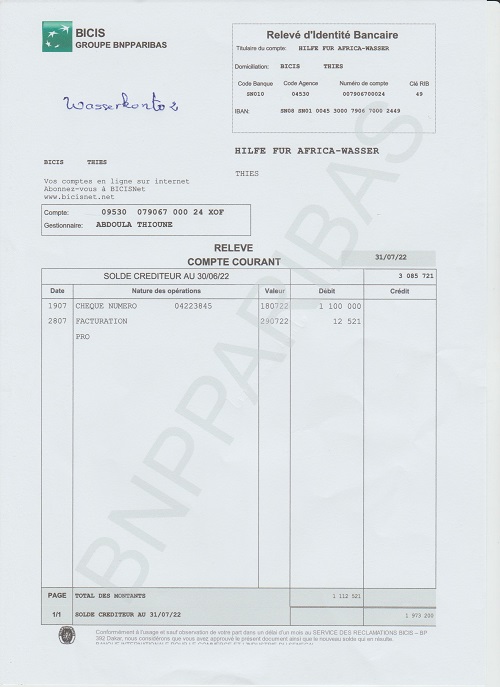 BICIS
GROUPE BNPPARIBAS
Wasserkonto 2
Relevé d'Identité Bancaire
Titulaire du compte: HILFE FUR AFRICA-WASSER
Domiciliation: BICIS THIES
Code Banque Code Agence Numéro de compte Clé RIB
SN010 04530 007906700024 49
IBAN: SN08 SN01 0045 3000 7906 7000 2449
HILFE FUR AFRICA-WASSER
THIES
BICIS THIES
Vos comptes en ligne sur internet
Abonnez-vous à BICISNet
www.bicisnet.net
Compte: 09530 079067 000 24 XOF
Gestionnaire: ABDOULA THIOUNE
RELEVE
COMPTE COURANT
31/07/22
SOLDE CREDITEUR AU 30/06/22 3 085 721
Date Nature des opérations Valeur Débit Crédit
1907 CHEQUE NUMERO 04223845 180722 1 100 000
2807 FACTURATION 290722 12 521
PRO
BNPPARIBAS
PAGE TOTAL DES MONTANTS 1 112 521
1/1 SOLDE CREDITEUR AU 31/07/22 1 973 200
Conformément à l'usage et sauf observation de votre part dans un délai d'un mois au SERVICE DES RECLAMATIONS BICIS – BP
392 Dakar, nous considérons que vous avez approuvé le présent document ainsi que le nouveau solde qui en résulte.